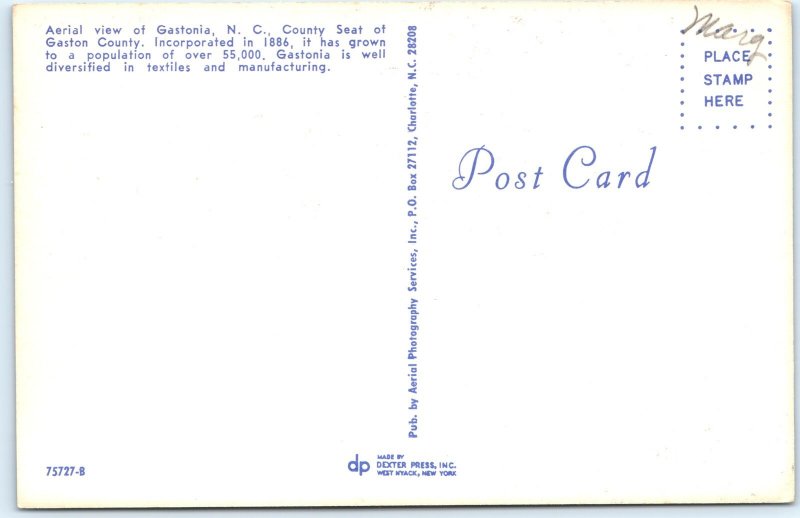 Aerial view of Gastonia, N. C., County Seat of
Gaston County. Incorporated in 1886, it has grown
to a population of over 55,000. Gastonia is well
diversified in textiles and manufacturing.
Pub. by Aerial Photography Services, Inc., P.O. Box 27112, Charlotte, N.C. 28208
Marg
PLACE
STAMP
HERE
Post Card
75727-B
dp
MADE BY
DEXTER PRESS, INC.
WEST NYACK, NEW YORK